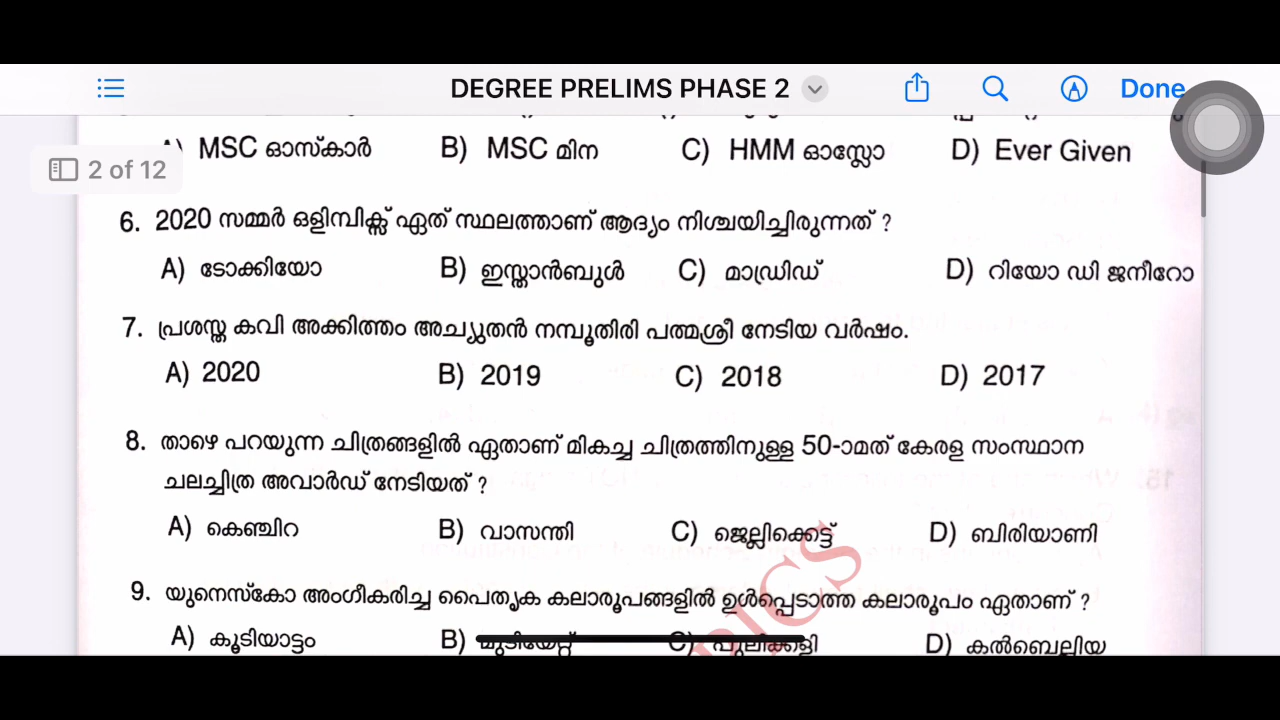 DEGREE PRELIMS PHASE 2
Done
A) MSC ഓസ്കാർ B) MSC മിന C) HMM ഓസ്ലോ D) Ever Given
2 of 12
6. 2020 സമ്മർ ഒളിമ്പിക്സ് ഏത് സ്ഥലത്താണ് ആദ്യം നിശ്ചയിച്ചിരുന്നത് ?
A) ടോക്കിയോ B) ഇസ്താൻബുൾ C) മാഡ്രിഡ് D) റിയോ ഡി ജനീറോ
7. പ്രശസ്ത കവി അക്കിത്തം അച്യുതൻ നമ്പൂതിരി പത്മശ്രീ നേടിയ വർഷം.
A) 2020 B) 2019 C) 2018 D) 2017
8. താഴെ പറയുന്ന ചിത്രങ്ങളിൽ ഏതാണ് മികച്ച ചിത്രത്തിനുള്ള 50-ാമത് കേരള സംസ്ഥാന
ചലച്ചിത്ര അവാർഡ് നേടിയത് ?
A) കെഞ്ചിറ B) വാസന്തി C) ജെല്ലിക്കെട്ട് D) ബിരിയാണി
9. യുനെസ്കോ അംഗീകരിച്ച പൈതൃക കലാരൂപങ്ങളിൽ ഉൾപ്പെടാത്ത കലാരൂപം ഏതാണ് ?
A) കൂടിയാട്ടം B) മുടിയേറ്റ് C) പുലിക്കളി D) കൽബെല്ലിയ